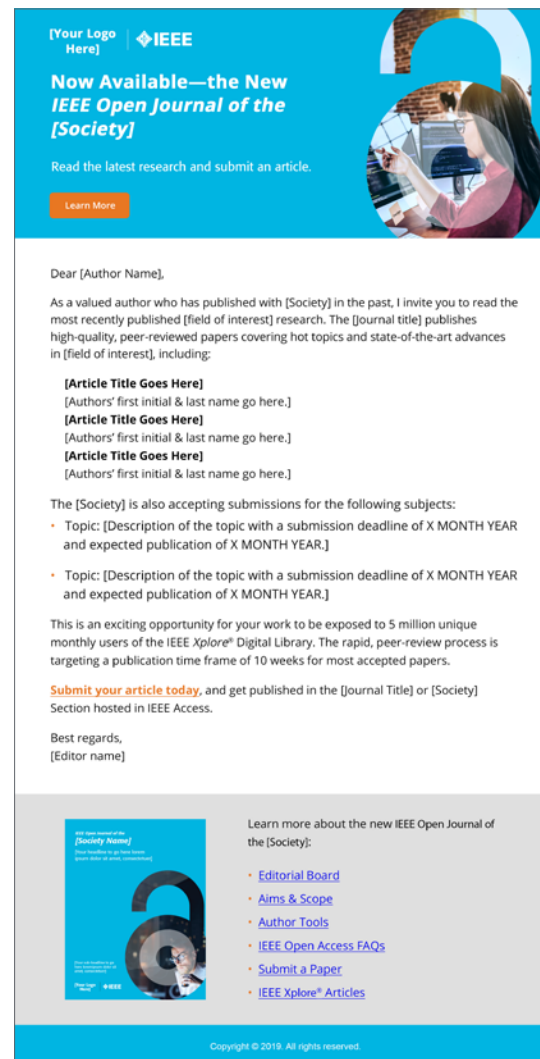 [Your Logo
Here]
IEEE
Now Available—the New
IEEE Open Journal of the
[Society]
Read the latest research and submit an article.
Learn More
Dear [Author Name],
As a valued author who has published with [Society] in the past, I invite you to read the
most recently published [field of interest] research. The [Journal title] publishes
high-quality, peer-reviewed papers covering hot topics and state-of-the-art advances
in [field of interest], including:
[Article Title Goes Here]
[Authors’ first initial & last name go here.]
[Article Title Goes Here]
[Authors’ first initial & last name go here.]
[Article Title Goes Here]
[Authors’ first initial & last name go here.]
The [Society] is also accepting submissions for the following subjects:
• Topic: [Description of the topic with a submission deadline of X MONTH YEAR
and expected publication of X MONTH YEAR.]
• Topic: [Description of the topic with a submission deadline of X MONTH YEAR
and expected publication of X MONTH YEAR.]
This is an exciting opportunity for your work to be exposed to 5 million unique
monthly users of the IEEE Xplore® Digital Library. The rapid, peer-review process is
targeting a publication time frame of 10 weeks for most accepted papers.
Submit your article today, and get published in the [Journal Title] or [Society]
Section hosted in IEEE Access.
Best regards,
[Editor name]
IEEE Open Journal of the
[Society Name]
[Your headline to go here lorem
ipsum dolor sit amet, consectetum]
[Your Logo
Here]
IEEE
Learn more about the new IEEE Open Journal of
the [Society]:
• Editorial Board
• Aims & Scope
• Author Tools
• IEEE Open Access FAQs
• Submit a Paper
• IEEE Xplore® Articles
Copyright © 2019. All rights reserved.